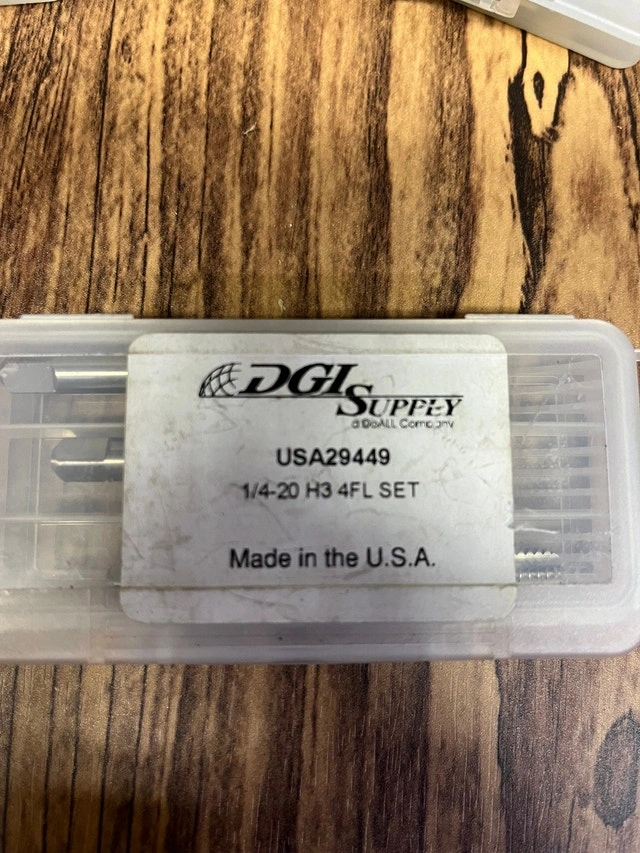 DGI
SUPPLY
a DoALL Company
USA29449
1/4-20 H3 4FL SET
Made in the U.S.A.